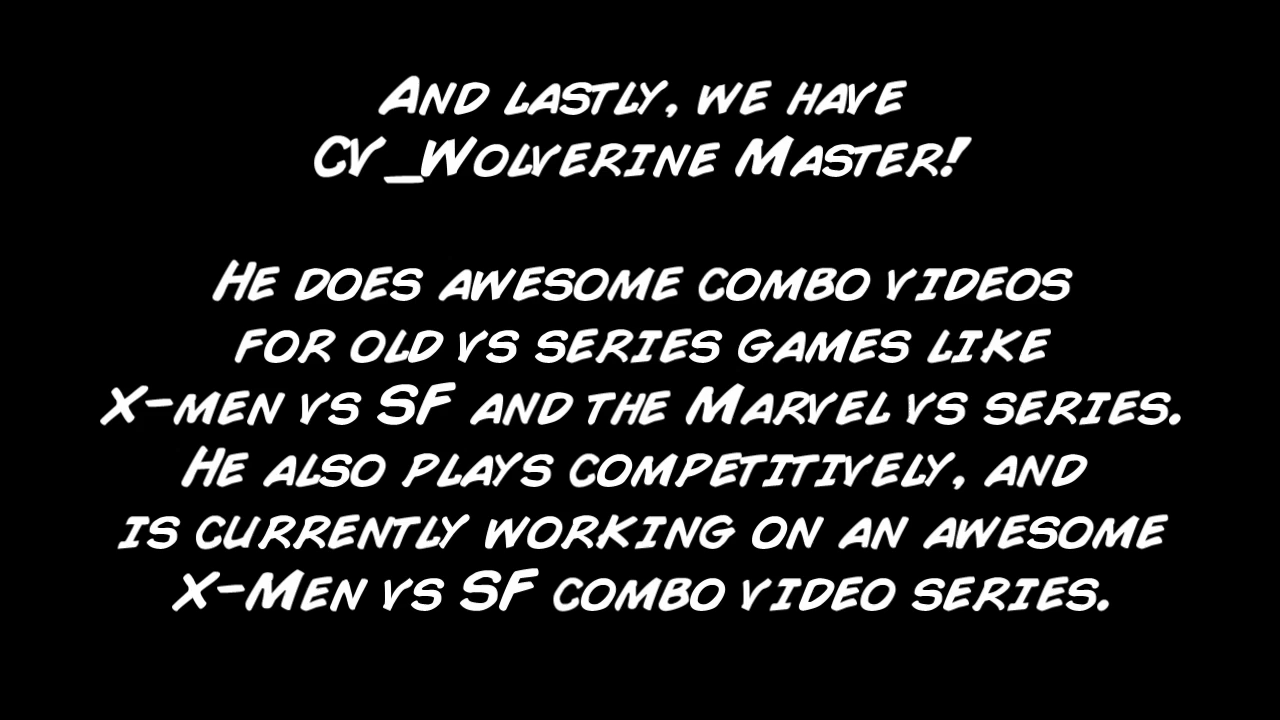 And lastly, we have
CV_Wolverine Master!
He does awesome combo videos
for old vs series games like
X-men vs SF and the Marvel vs series.
He also plays competitively, and
is currently working on an awesome
X-Men vs SF combo video series.